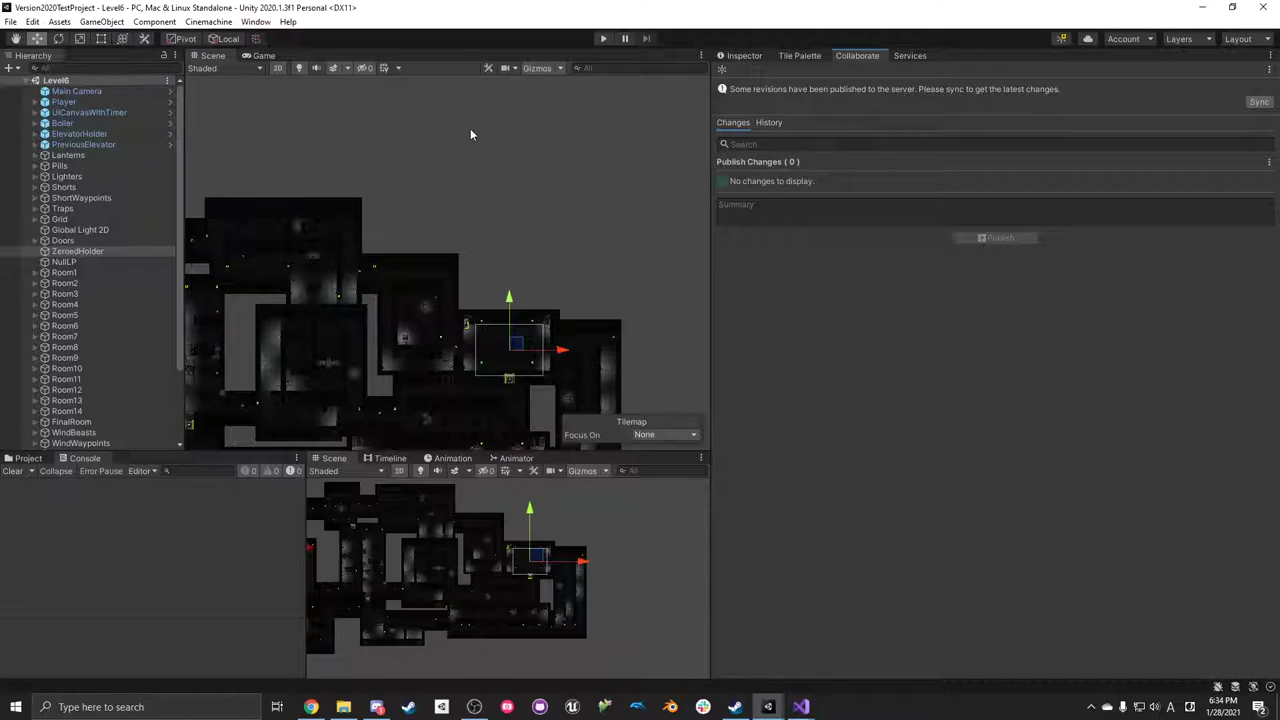 Version2020TestProject - Level6 - PC, Mac & Linux Standalone - Unity 2020.1.3f1 Personal <DX11>
File Edit Assets GameObject Component Cinemachine Window Help
Pivot Local Account Layers Layout
Hierarchy Scene Game Inspector Tile Palette Collaborate Services
All Shaded 2D 0 Gizmos All
Level6
Main Camera
Player
UICanvasWithTimer
Boiler
ElevatorHolder
PreviousElevator
Lanterns
Pills
Lighters
Shorts
ShortWaypoints
Traps
Grid
Global Light 2D
Doors
ZeroedHolder
NullLP
Room1
Room2
Room3
Room4
Room5
Room6
Room7
Room8
Room9
Room10
Room11
Room12
Room13
Room14
FinalRoom
WindBeasts
WindWaypoints
Tilemap
Focus On None
Some revisions have been published to the server. Please sync to get the latest changes.
Sync
Changes History
Search
Publish Changes ( 0 )
No changes to display.
Summary
Publish
Project Console Scene Timeline Animation Animator
Clear Collapse Error Pause Editor 0 0 0 Shaded 2D 0 Gizmos All
Type here to search
6:34 PM
1/28/2021